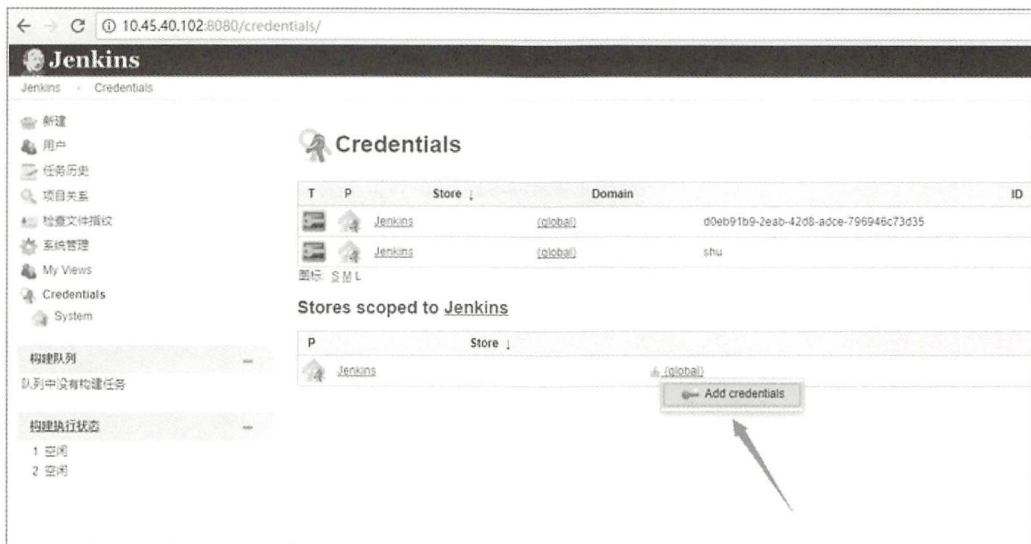 10.45.40.102:8080/credentials/
Jenkins
Jenkins › Credentials
新建
用户
任务历史
项目关系
检查文件指纹
系统管理
My Views
Credentials
System
构建队列
队列中没有构建任务
构建执行状态
1 空闲
2 空闲
Credentials
T P Store ↓ Domain ID
Jenkins (global) d0eb91b9-2eab-42d8-adce-796946c73d35
Jenkins (global) shu
图标: S M L
Stores scoped to Jenkins
P Store ↓
Jenkins (global)
Add credentials